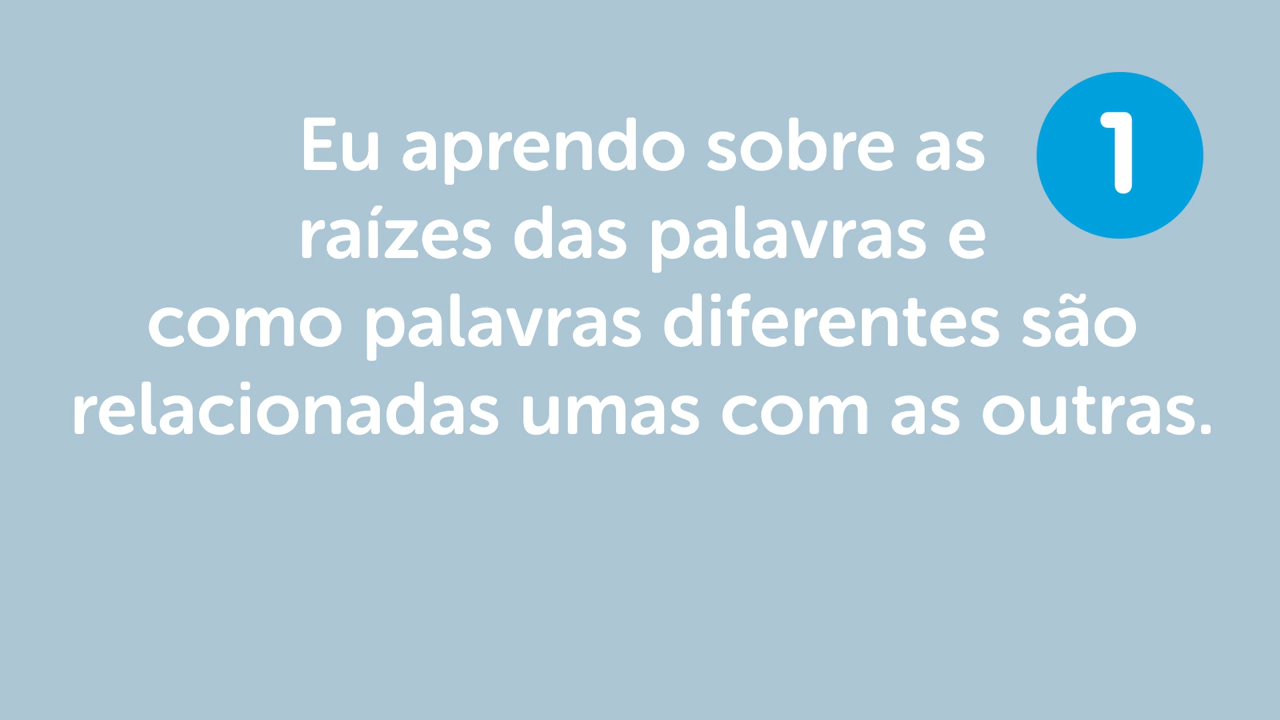 Eu aprendo sobre as
1
raízes das palavras e
como palavras diferentes são
relacionadas umas com as outras.